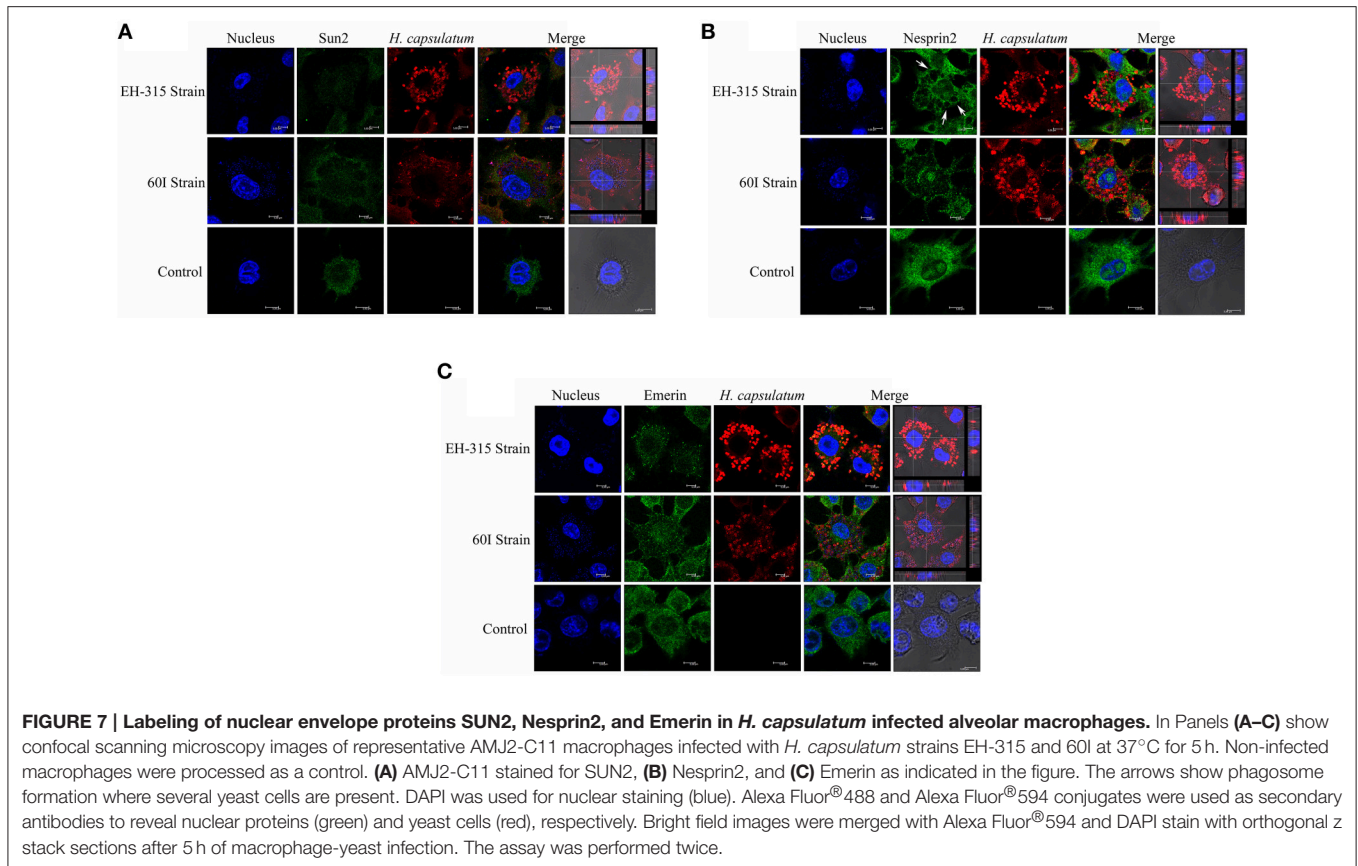 A
Nucleus Sun2 H. capsulatum Merge
EH-315 Strain
60I Strain
Control
B
Nucleus Nesprin2 H. capsulatum Merge
EH-315 Strain
60I Strain
Control
C
Nucleus Emerin H. capsulatum Merge
EH-315 Strain
60I Strain
Control
FIGURE 7 | Labeling of nuclear envelope proteins SUN2, Nesprin2, and Emerin in H. capsulatum infected alveolar macrophages. In Panels (A–C) show
confocal scanning microscopy images of representative AMJ2-C11 macrophages infected with H. capsulatum strains EH-315 and 60I at 37°C for 5 h. Non-infected
macrophages were processed as a control. (A) AMJ2-C11 stained for SUN2, (B) Nesprin2, and (C) Emerin as indicated in the figure. The arrows show phagosome
formation where several yeast cells are present. DAPI was used for nuclear staining (blue). Alexa Fluor®488 and Alexa Fluor®594 conjugates were used as secondary
antibodies to reveal nuclear proteins (green) and yeast cells (red), respectively. Bright field images were merged with Alexa Fluor®594 and DAPI stain with orthogonal z
stack sections after 5 h of macrophage-yeast infection. The assay was performed twice.